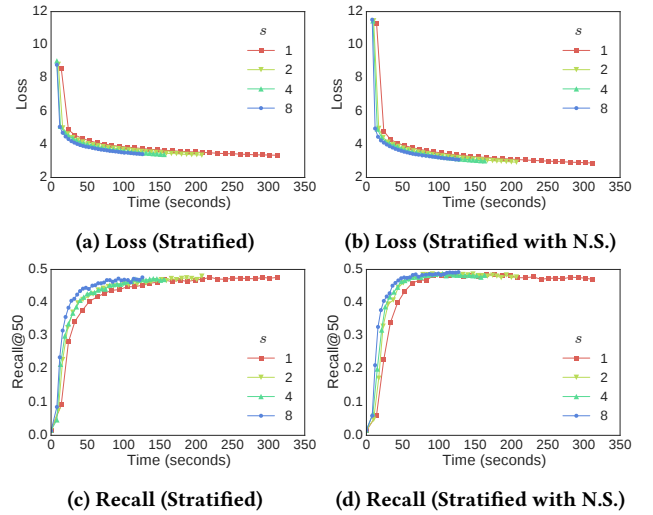 12
10
8
6
4
2
Loss
s
1
2
4
8
0 50 100 150 200 250 300 350
Time (seconds)
(a) Loss (Stratified)
12
10
8
6
4
2
Loss
s
1
2
4
8
0 50 100 150 200 250 300 350
Time (seconds)
(b) Loss (Stratified with N.S.)
0.5
0.4
0.3
0.2
0.1
0.0
Recall@50
s
1
2
4
8
0 50 100 150 200 250 300 350
Time (seconds)
(c) Recall (Stratified)
0.5
0.4
0.3
0.2
0.1
0.0
Recall@50
s
1
2
4
8
0 50 100 150 200 250 300 350
Time (seconds)
(d) Recall (Stratified with N.S.)